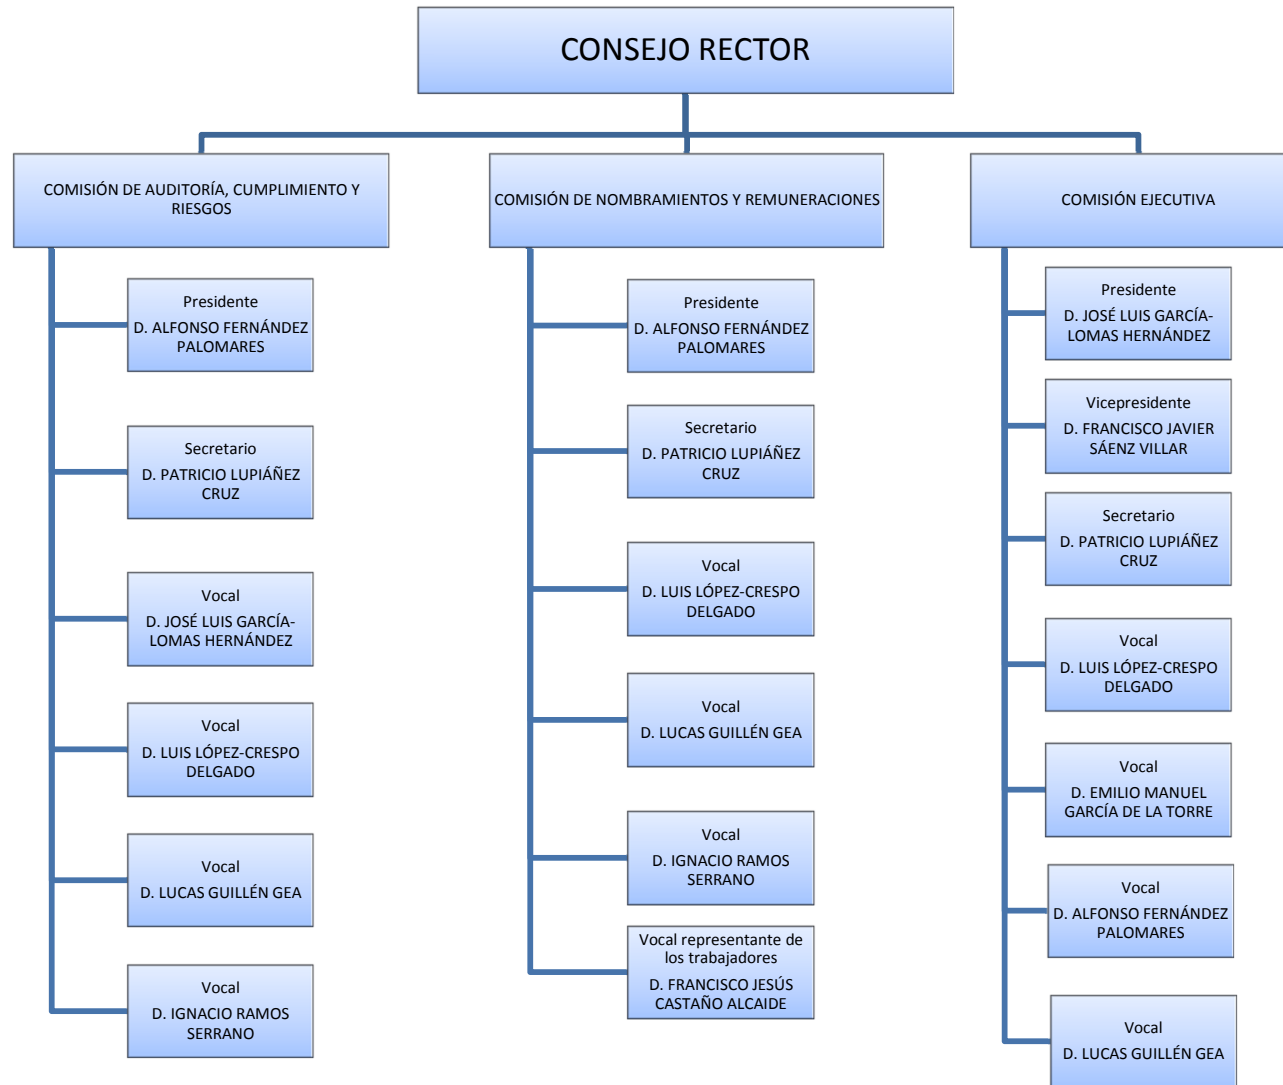 CONSEJO RECTOR
COMISIÓN DE AUDITORÍA, CUMPLIMIENTO Y
RIESGOS
Presidente
D. ALFONSO FERNÁNDEZ
PALOMARES
Secretario
D. PATRICIO LUPIÁÑEZ
CRUZ
Vocal
D. JOSÉ LUIS GARCÍA-
LOMAS HERNÁNDEZ
Vocal
D. LUIS LÓPEZ-CRESPO
DELGADO
Vocal
D. LUCAS GUILLÉN GEA
Vocal
D. IGNACIO RAMOS
SERRANO
COMISIÓN DE NOMBRAMIENTOS Y REMUNERACIONES
Presidente
D. ALFONSO FERNÁNDEZ
PALOMARES
Secretario
D. PATRICIO LUPIÁÑEZ
CRUZ
Vocal
D. LUIS LÓPEZ-CRESPO
DELGADO
Vocal
D. LUCAS GUILLÉN GEA
Vocal
D. IGNACIO RAMOS
SERRANO
Vocal representante de
los trabajadores
D. FRANCISCO JESÚS
CASTAÑO ALCAIDE
COMISIÓN EJECUTIVA
Presidente
D. JOSÉ LUIS GARCÍA-
LOMAS HERNÁNDEZ
Vicepresidente
D. FRANCISCO JAVIER
SÁENZ VILLAR
Secretario
D. PATRICIO LUPIÁÑEZ
CRUZ
Vocal
D. LUIS LÓPEZ-CRESPO
DELGADO
Vocal
D. EMILIO MANUEL
GARCÍA DE LA TORRE
Vocal
D. ALFONSO FERNÁNDEZ
PALOMARES
Vocal
D. LUCAS GUILLÉN GEA